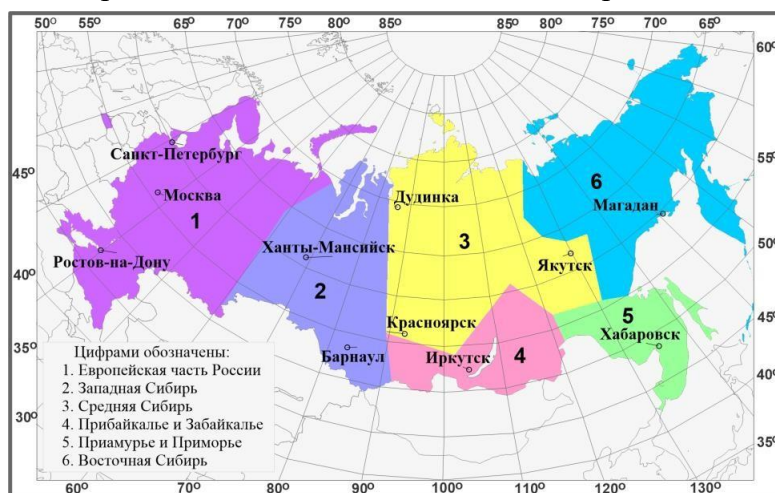 50° 55° 60° 65° 70° 75° 80° 85° 85° 80° 75° 70° 65°
60°
55°
50°
45°
40°
35°
45°
40°
35°
30°
60° 70° 80° 90° 100° 110° 120° 130°
Санкт-Петербург
Москва
1
Ростов-на-Дону
Ханты-Мансийск
2
Барнаул
Дудинка
3
Красноярск
Иркутск
4
Якутск
6
Магадан
5
Хабаровск
Цифрами обозначены:
1. Европейская часть России
2. Западная Сибирь
3. Средняя Сибирь
4. Прибайкалье и Забайкалье
5. Приамурье и Приморье
6. Восточная Сибирь